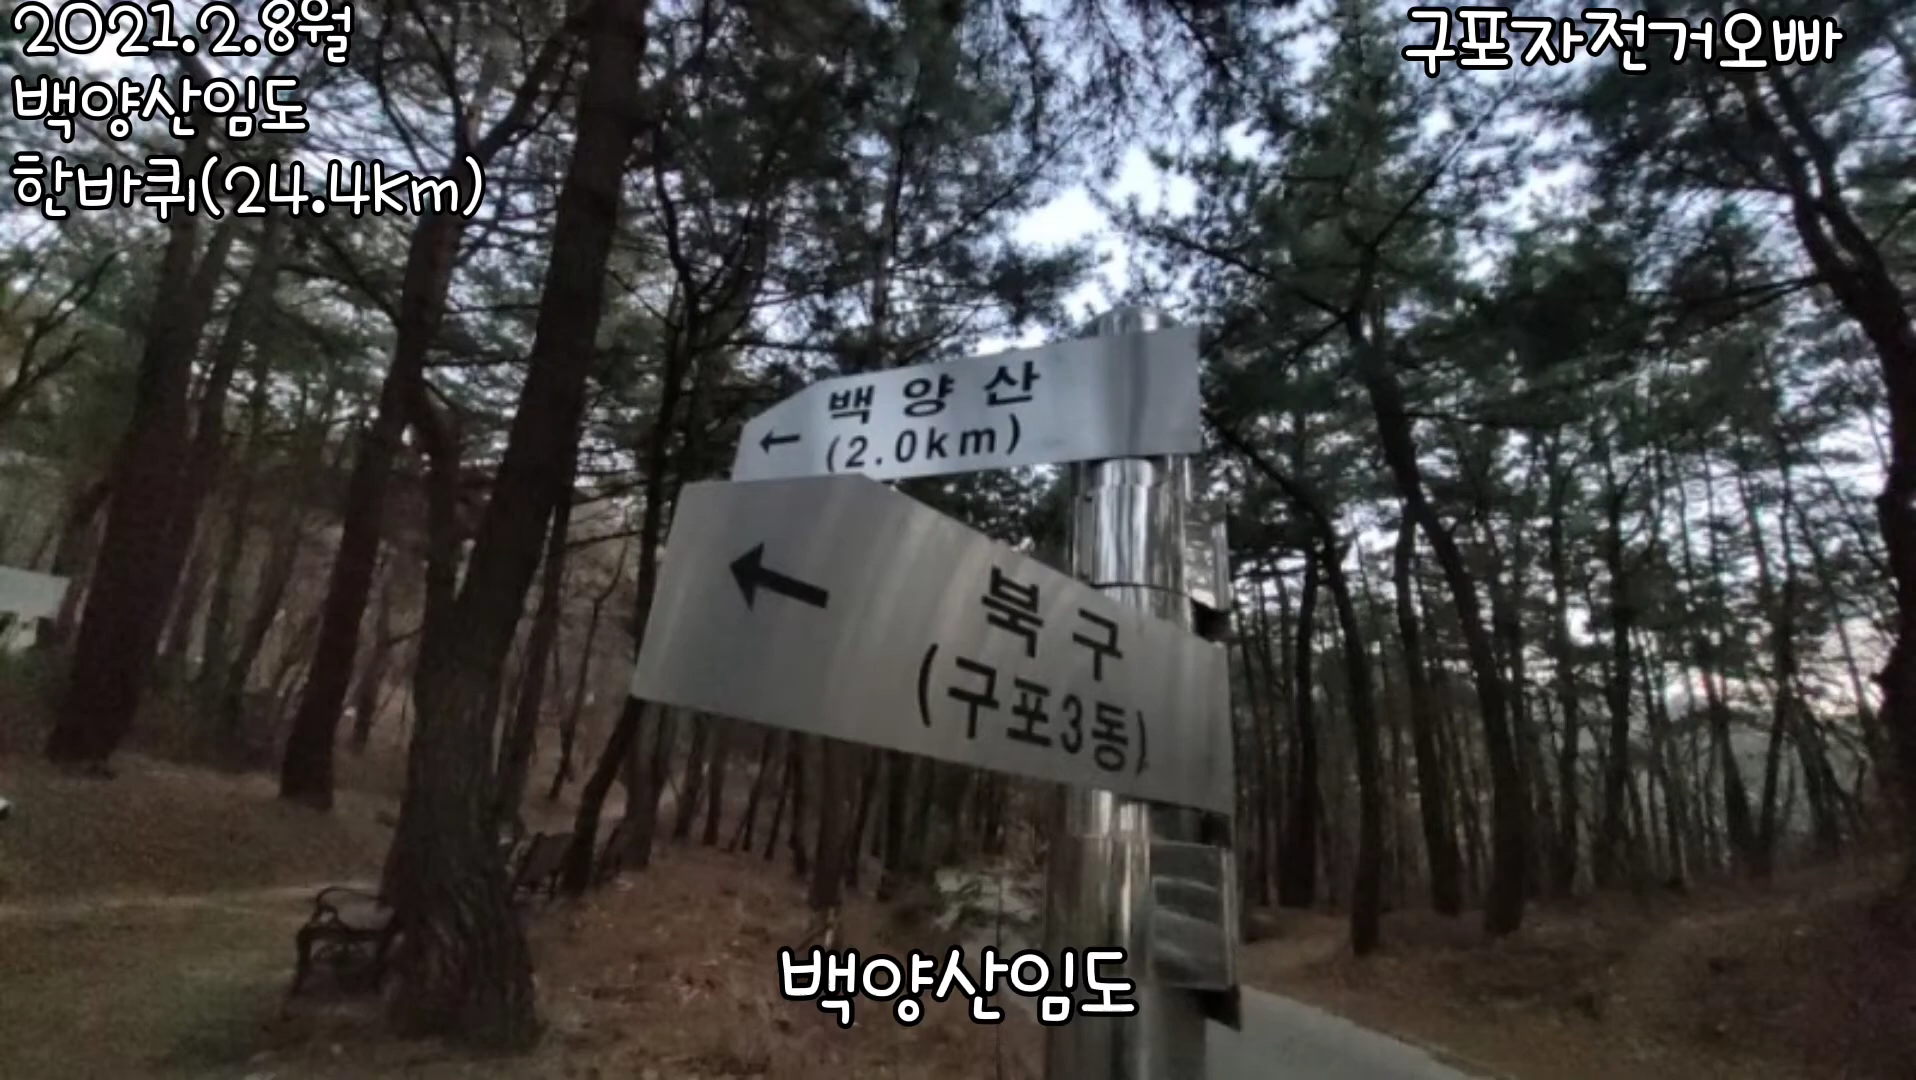 2021.2.8월
백양산임도
한바퀴(24.4km)
구포자전거오빠
← 백양산
(2.0km)
← 북구
(구포3동)
백양산임도